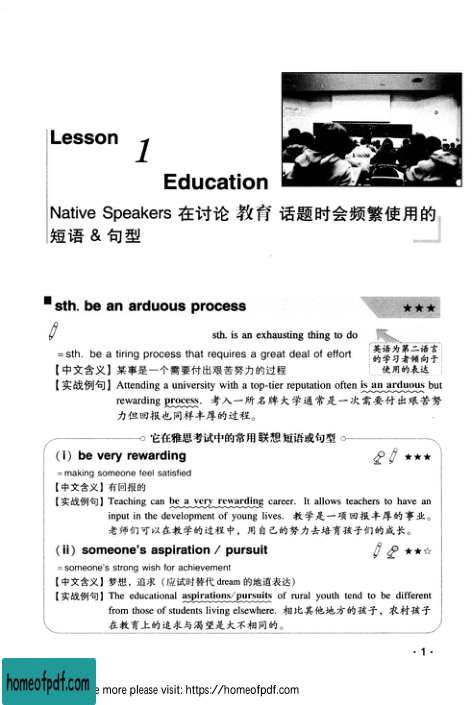 Lesson 1
Education
Native Speakers 在讨论 教育 话题时会频繁使用的
短语 & 句型
sth. be an arduous process ★★★
sth. is an exhausting thing to do
英语为第二语言
的学习者倾向于
使用的表达
=sth. be a tiring process that requires a great deal of effort
【中文含义】某事是一个需要付出艰苦努力的过程
【实战例句】Attending a university with a top-tier reputation often is an arduous but
rewarding process. 考入一所名牌大学通常是一次需要付出艰苦努
力但回报也同样丰厚的过程。
它在雅思考试中的常用联想短语或句型
(i) be very rewarding ★★★
=making someone feel satisfied
【中文含义】有回报的
【实战例句】Teaching can be a very rewarding career. It allows teachers to have an
input in the development of young lives. 教学是一项回报丰厚的事业。
老师们可以在教学的过程中，用自己的努力去培育孩子们的成长。
(ii) someone's aspiration / pursuit ★★☆
=someone's strong wish for achievement
【中文含义】梦想，追求（应试时替代 dream 的地道表达）
【实战例句】The educational aspirations/pursuits of rural youth tend to be different
from those of students living elsewhere. 相比其他地方的孩子，农村孩子
在教育上的追求与渴望是大不相同的。
·1·
homeofpdf.com
e more please visit: https://homeofpdf.com